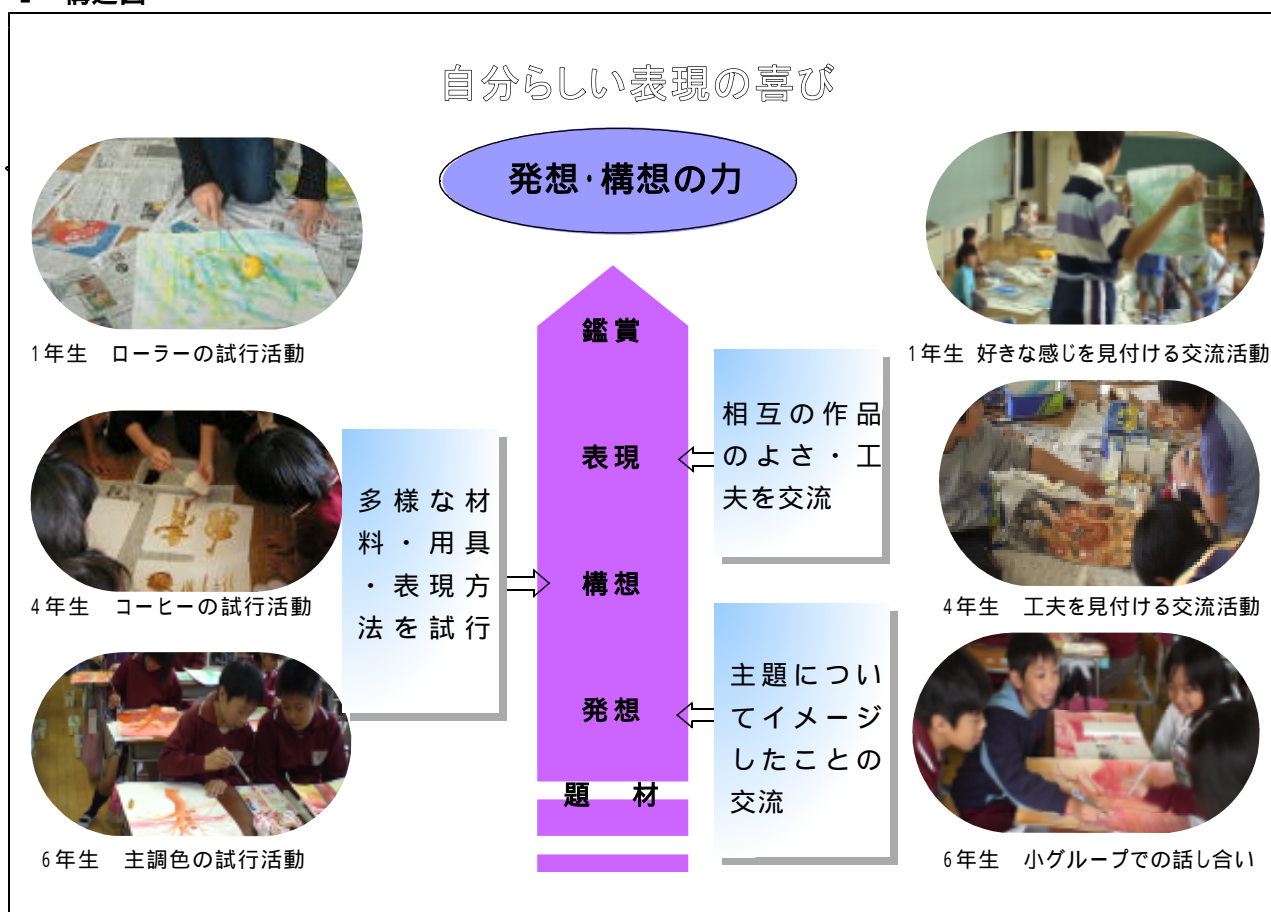 自分らしい表現の喜び
発想・構想の力
1年生　ローラーの試行活動
4年生　コーヒーの試行活動
6年生　主調色の試行活動
多様な材
料・用具
・表現方
法を試行
鑑賞
表現
構想
発想
題　材
相互の作品
のよさ・工
夫を交流
主題につい
てイメージ
したことの
交流
1年生 好きな感じを見付ける交流活動
4年生　工夫を見付ける交流活動
6年生　小グループでの話し合い